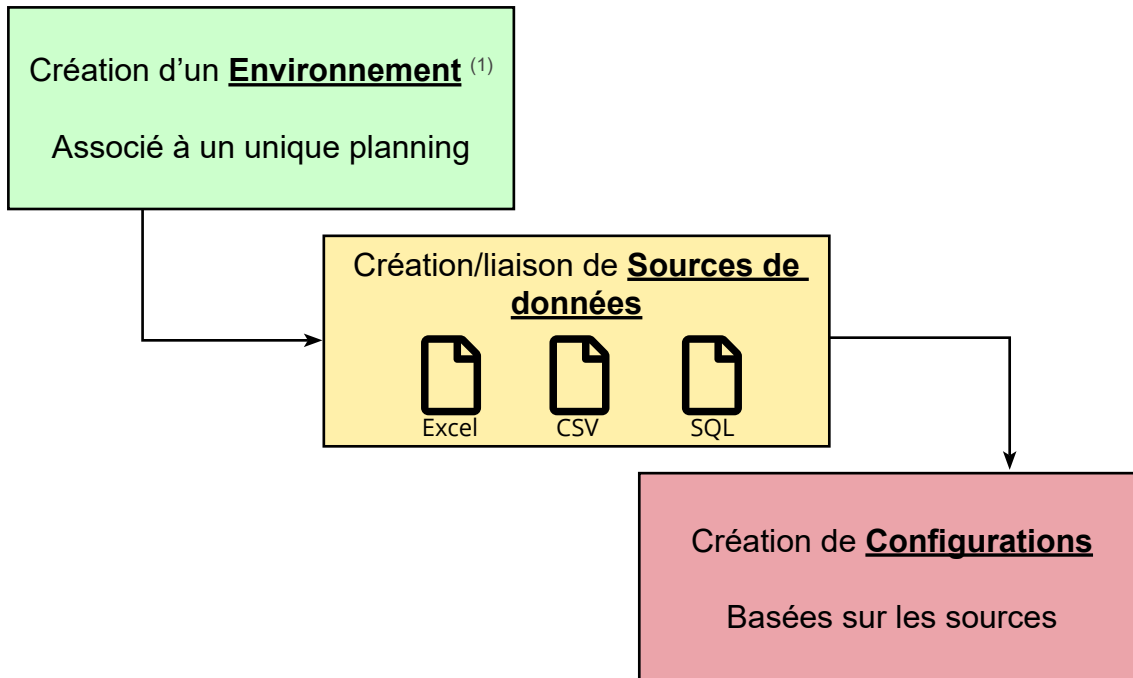 Création d’un Environnement (1)
Associé à un unique planning
Création/liaison de Sources de
données
Excel
CSV
SQL
Création de Configurations
Basées sur les sources